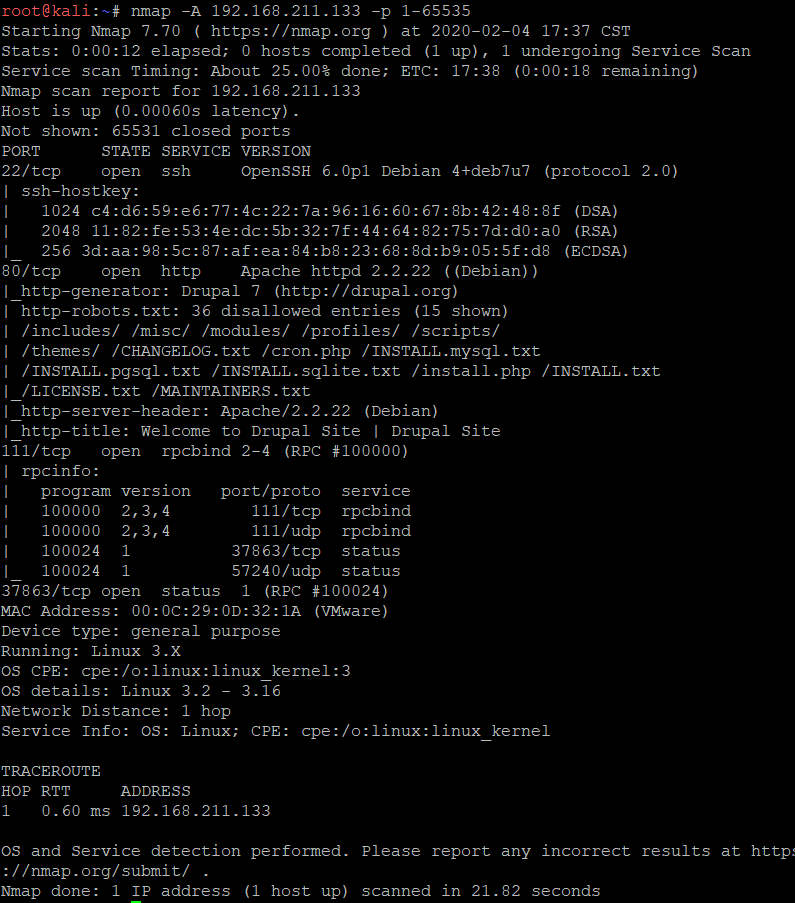 root@kali:~# nmap -A 192.168.211.133 -p 1-65535
Starting Nmap 7.70 ( https://nmap.org ) at 2020-02-04 17:37 CST
Stats: 0:00:12 elapsed; 0 hosts completed (1 up), 1 undergoing Service Scan
Service scan Timing: About 25.00% done; ETC: 17:38 (0:00:18 remaining)
Nmap scan report for 192.168.211.133
Host is up (0.00060s latency).
Not shown: 65531 closed ports
PORT      STATE SERVICE VERSION
22/tcp    open  ssh     OpenSSH 6.0p1 Debian 4+deb7u7 (protocol 2.0)
| ssh-hostkey:
|   1024 c4:d6:59:e6:77:4c:22:7a:96:16:60:67:8b:42:48:8f (DSA)
|   2048 11:82:fe:53:4e:dc:5b:32:7f:44:64:82:75:7d:d0:a0 (RSA)
|_  256 3d:aa:98:5c:87:af:ea:84:b8:23:68:8d:b9:05:5f:d8 (ECDSA)
80/tcp    open  http    Apache httpd 2.2.22 ((Debian))
|_http-generator: Drupal 7 (http://drupal.org)
| http-robots.txt: 36 disallowed entries (15 shown)
| /includes/ /misc/ /modules/ /profiles/ /scripts/
| /themes/ /CHANGELOG.txt /cron.php /INSTALL.mysql.txt
| /INSTALL.pgsql.txt /INSTALL.sqlite.txt /install.php /INSTALL.txt
|_/LICENSE.txt /MAINTAINERS.txt
|_http-server-header: Apache/2.2.22 (Debian)
|_http-title: Welcome to Drupal Site | Drupal Site
111/tcp   open  rpcbind 2-4 (RPC #100000)
| rpcinfo:
|   program version   port/proto  service
|   100000  2,3,4        111/tcp  rpcbind
|   100000  2,3,4        111/udp  rpcbind
|   100024  1          37863/tcp  status
|_  100024  1          57240/udp  status
37863/tcp open  status  1 (RPC #100024)
MAC Address: 00:0C:29:0D:32:1A (VMware)
Device type: general purpose
Running: Linux 3.X
OS CPE: cpe:/o:linux:linux_kernel:3
OS details: Linux 3.2 - 3.16
Network Distance: 1 hop
Service Info: OS: Linux; CPE: cpe:/o:linux:linux_kernel
TRACEROUTE
HOP RTT     ADDRESS
1   0.60 ms 192.168.211.133
OS and Service detection performed. Please report any incorrect results at https
://nmap.org/submit/ .
Nmap done: 1 IP address (1 host up) scanned in 21.82 seconds